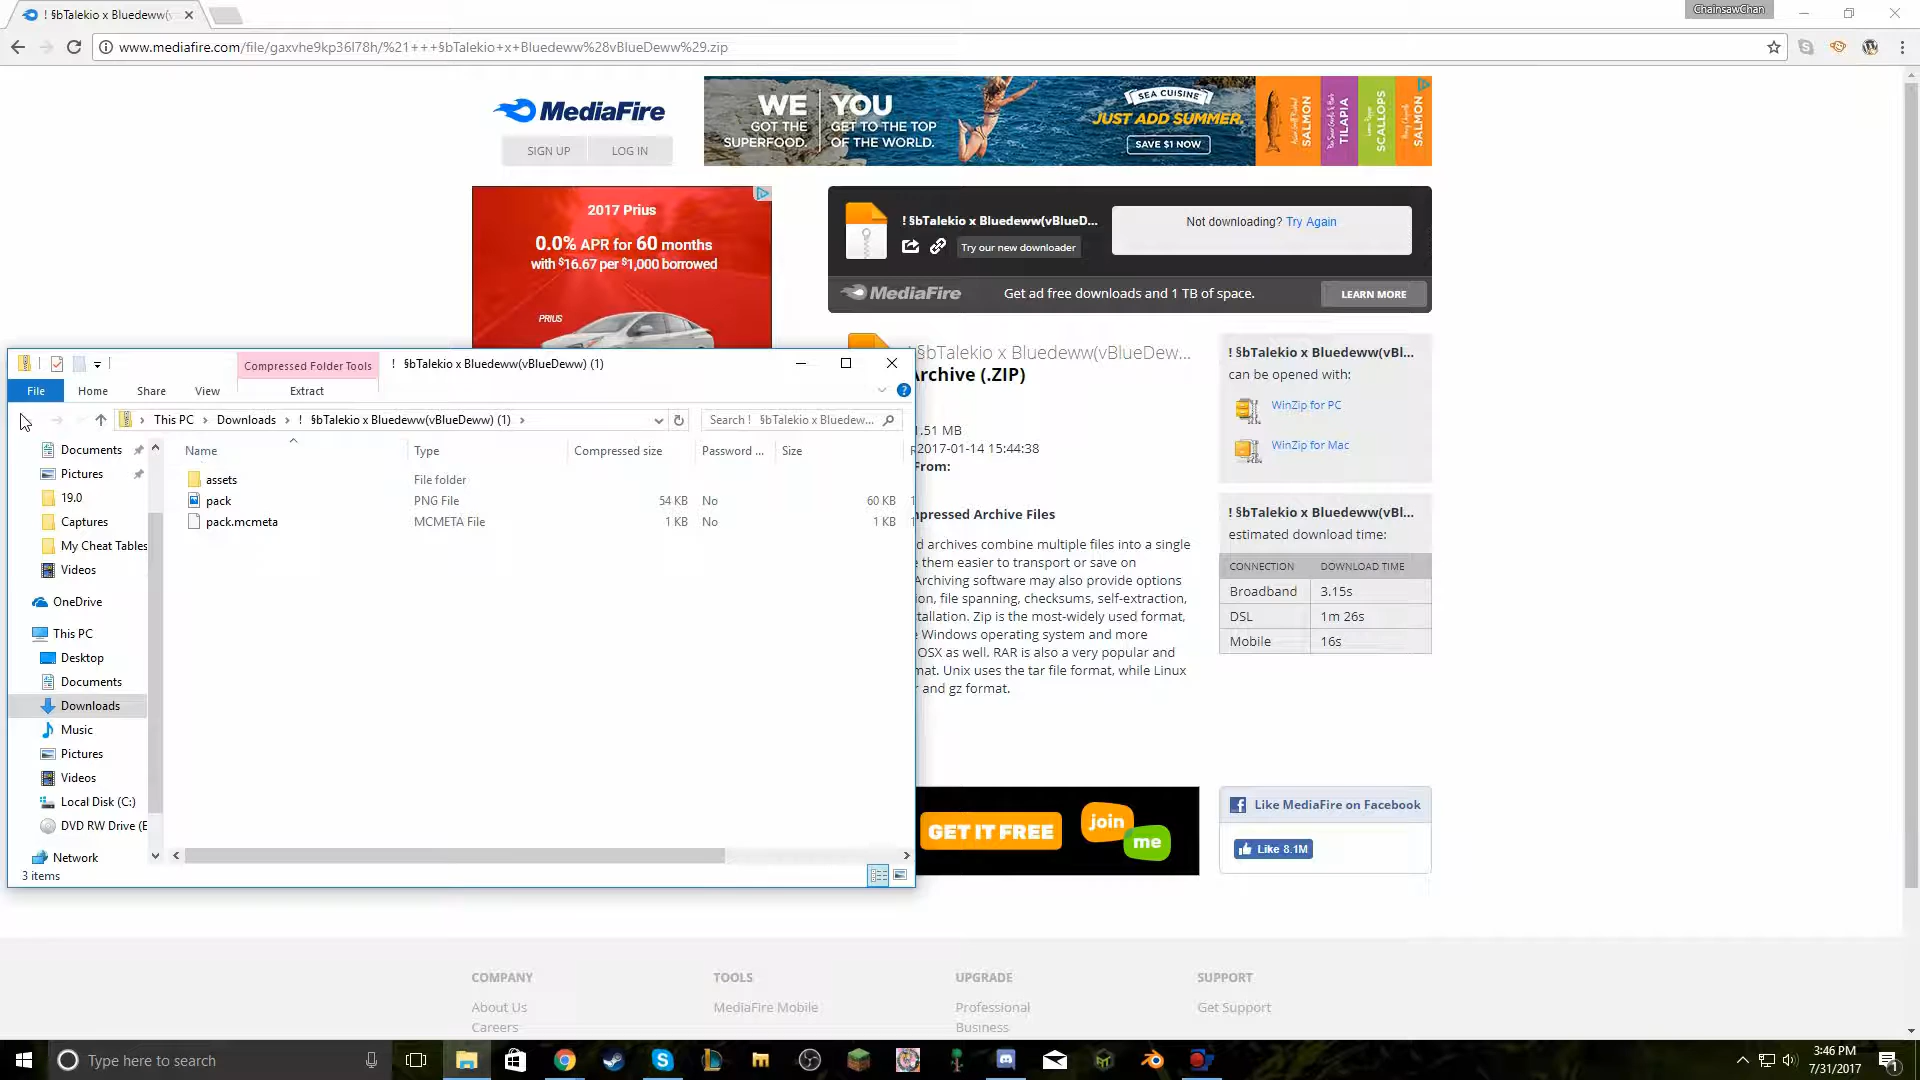 ! §bTalekio x Bluedeww(v
ChainsawChan
www.mediafire.com/file/gaxvhe9kp36l78h/%21+++§bTalekio+x+Bluedeww%28vBlueDeww%29.zip
MediaFire
SIGN UP
LOG IN
WE
GOT THE
SUPERFOOD.
YOU
GET TO THE TOP
OF THE WORLD.
SEA CUISINE
JUST ADD SUMMER.
SAVE $1 NOW
SALMON
TILAPIA
SCALLOPS
SALMON
2017 Prius
0.0% APR for 60 months
with $16.67 per $1,000 borrowed
PRIUS
! §bTalekio x Bluedeww(vBlueD...
Try our new downloader
Not downloading? Try Again
MediaFire
Get ad free downloads and 1 TB of space.
LEARN MORE
Compressed Folder Tools
! §bTalekio x Bluedeww(vBlueDeww) (1)
File
Home
Share
View
Extract
This PC
Downloads
! §bTalekio x Bluedeww(vBlueDeww) (1)
Search ! §bTalekio x Bluedew...
Documents
Pictures
19.0
Captures
My Cheat Tables
Videos
OneDrive
This PC
Desktop
Documents
Downloads
Music
Pictures
Videos
Local Disk (C:)
DVD RW Drive (E
Network
3 items
Name Type Compressed size Password ... Size
assets File folder
pack PNG File 54 KB No 60 KB
pack.mcmeta MCMETA File 1 KB No 1 KB
§bTalekio x Bluedeww(vBlueDew...
Archive (.ZIP)
.51 MB
2017-01-14 15:44:38
From:
pressed Archive Files
d archives combine multiple files into a single
e them easier to transport or save on
Archiving software may also provide options
on, file spanning, checksums, self-extraction,
stallation. Zip is the most-widely used format,
e Windows operating system and more
OSX as well. RAR is also a very popular and
mat. Unix uses the tar file format, while Linux
r and gz format.
! §bTalekio x Bluedeww(vBl...
can be opened with:
WinZip for PC
WinZip for Mac
! §bTalekio x Bluedeww(vBl...
estimated download time:
CONNECTION DOWNLOAD TIME
Broadband 3.15s
DSL 1m 26s
Mobile 16s
GET IT FREE
join
me
Like MediaFire on Facebook
Like 8.1M
COMPANY
About Us
Careers
TOOLS
MediaFire Mobile
UPGRADE
Professional
Business
SUPPORT
Get Support
Type here to search
3:46 PM
7/31/2017
1